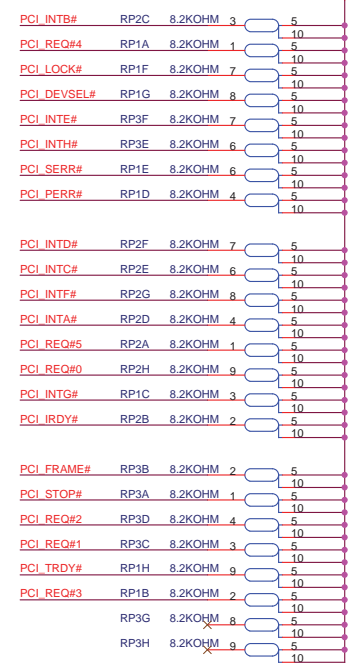 PCI_INTB# RP2C 8.2KOHM 3 5
10
PCI_REQ#4 RP1A 8.2KOHM 1 5
10
PCI_LOCK# RP1F 8.2KOHM 7 5
10
PCI_DEVSEL# RP1G 8.2KOHM 8 5
10
PCI_INTE# RP3F 8.2KOHM 7 5
10
PCI_INTH# RP3E 8.2KOHM 6 5
10
PCI_SERR# RP1E 8.2KOHM 6 5
10
PCI_PERR# RP1D 8.2KOHM 4 5
10
PCI_INTD# RP2F 8.2KOHM 7 5
10
PCI_INTC# RP2E 8.2KOHM 6 5
10
PCI_INTF# RP2G 8.2KOHM 8 5
10
PCI_INTA# RP2D 8.2KOHM 4 5
10
PCI_REQ#5 RP2A 8.2KOHM 1 5
10
PCI_REQ#0 RP2H 8.2KOHM 9 5
10
PCI_INTG# RP1C 8.2KOHM 3 5
10
PCI_IRDY# RP2B 8.2KOHM 2 5
10
PCI_FRAME# RP3B 8.2KOHM 2 5
10
PCI_STOP# RP3A 8.2KOHM 1 5
10
PCI_REQ#2 RP3D 8.2KOHM 4 5
10
PCI_REQ#1 RP3C 8.2KOHM 3 5
10
PCI_TRDY# RP1H 8.2KOHM 9 5
10
PCI_REQ#3 RP1B 8.2KOHM 2 5
10
RP3G 8.2KOHM 8 5
10
RP3H 8.2KOHM 9 5
10